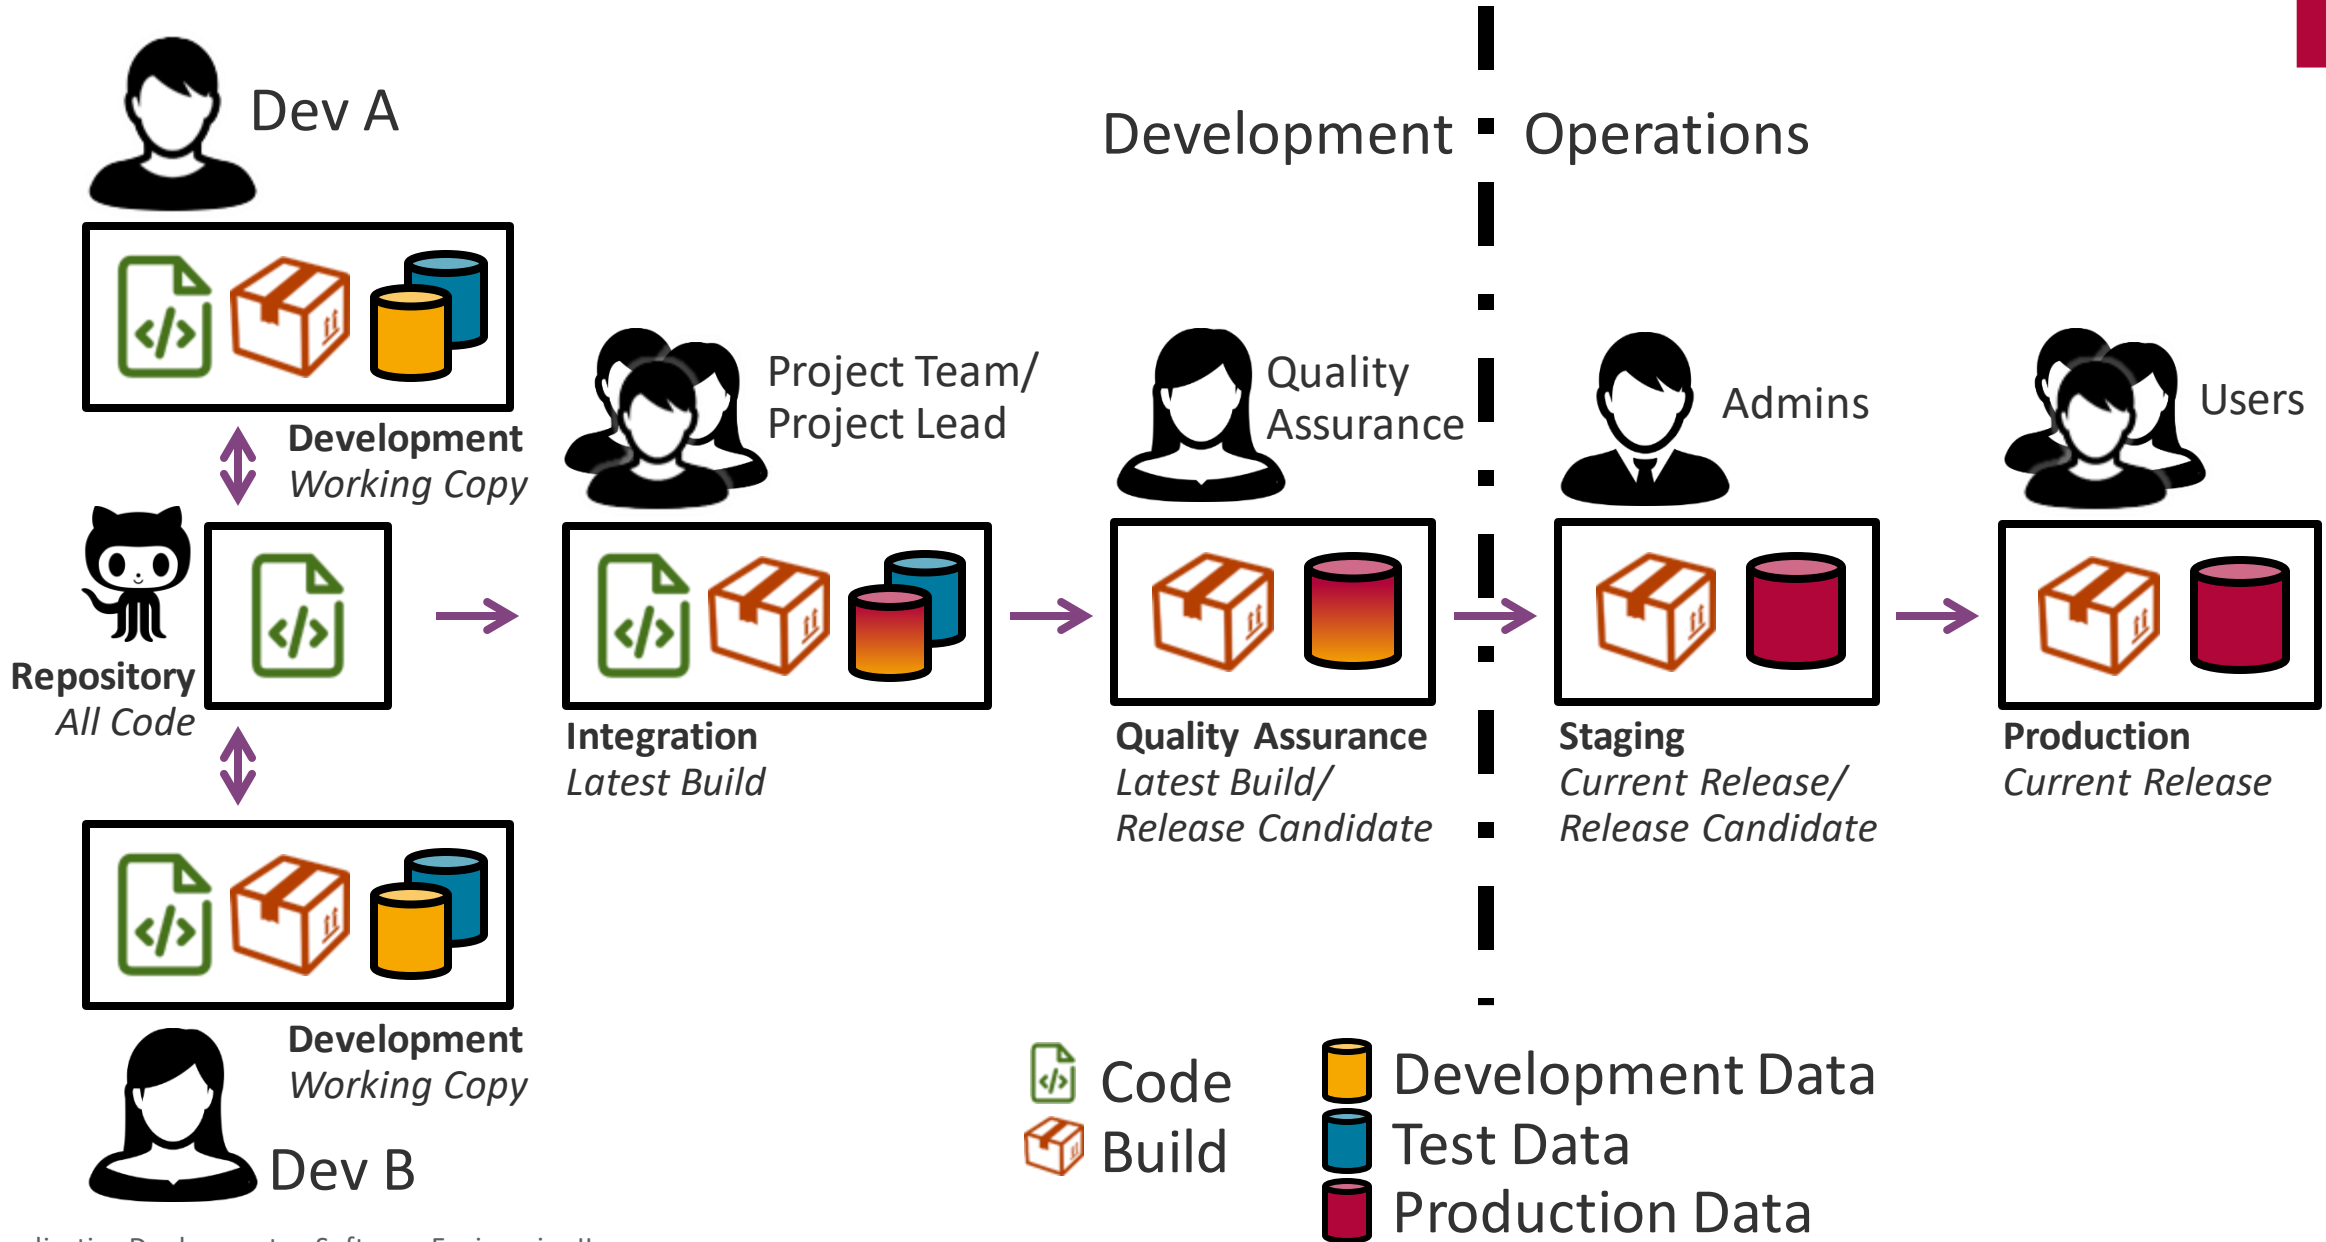 Dev A
Development
Operations
Development
Working Copy
Project Team/
Project Lead
Quality
Assurance
Admins
Users
Repository
All Code
Integration
Latest Build
Quality Assurance
Latest Build/
Release Candidate
Staging
Current Release/
Release Candidate
Production
Current Release
Development
Working Copy
Dev B
Code
Build
Development Data
Test Data
Production Data